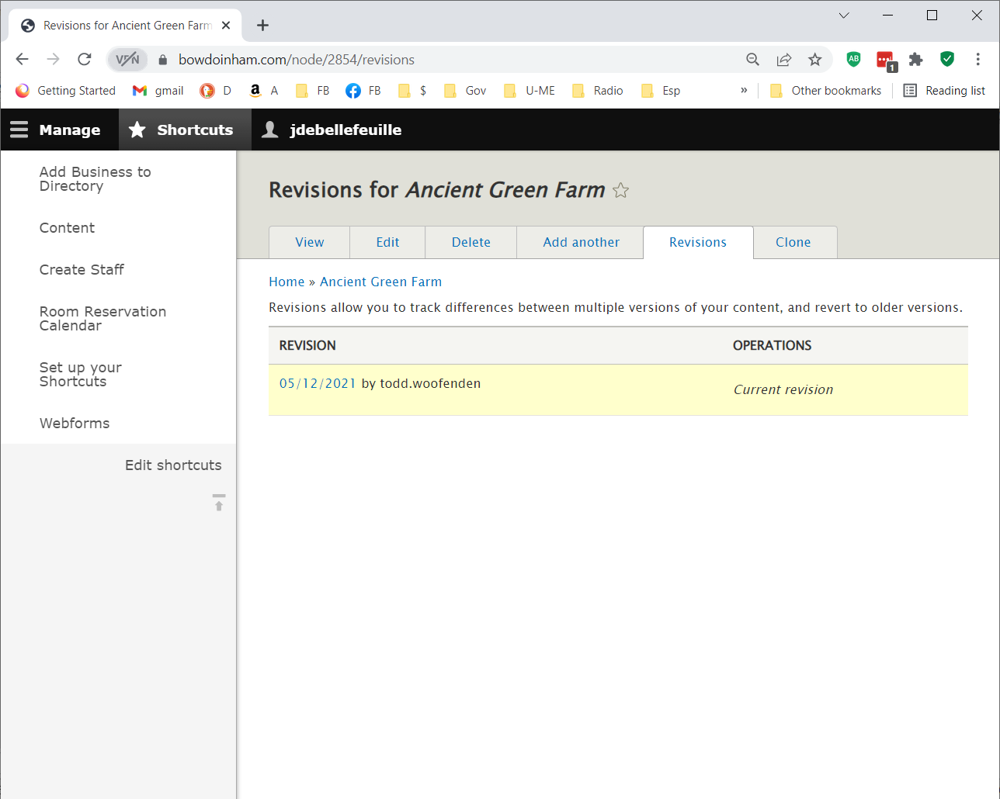 Revisions for Ancient Green Farm
VPN bowdoinham.com/node/2854/revisions AB 1
Getting Started gmail D a A FB FB $ Gov U-ME Radio Esp » Other bookmarks Reading list
Manage Shortcuts jdebellefeuille
Add Business to
Directory
Content
Create Staff
Room Reservation
Calendar
Set up your
Shortcuts
Webforms
Edit shortcuts
Revisions for Ancient Green Farm
View Edit Delete Add another Revisions Clone
Home » Ancient Green Farm
Revisions allow you to track differences between multiple versions of your content, and revert to older versions.
REVISION OPERATIONS
05/12/2021 by todd.woofenden Current revision